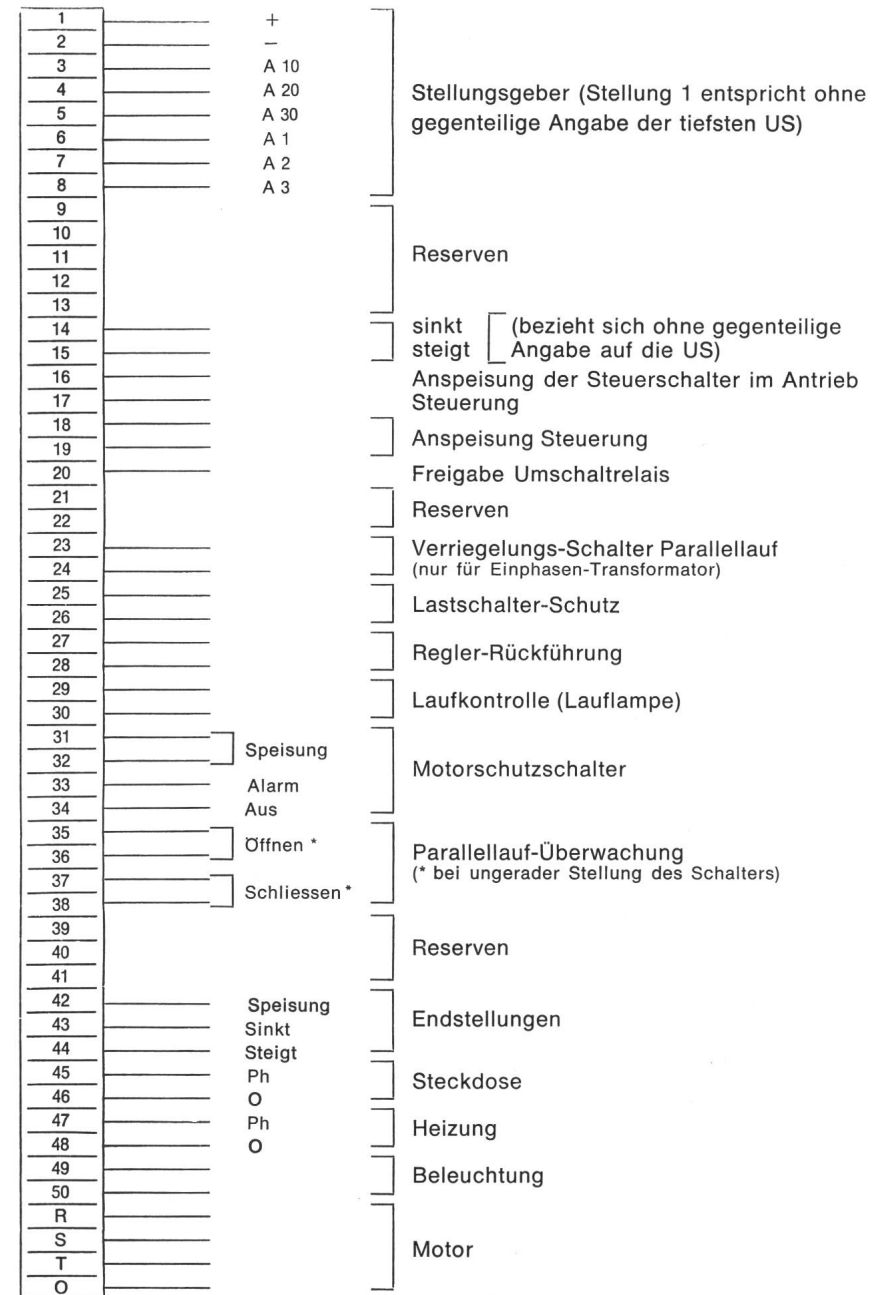 1 +
2 –
3 A 10
4 A 20
5 A 30
6 A 1
7 A 2
8 A 3
Stellungsgeber (Stellung 1 entspricht ohne
gegenteilige Angabe der tiefsten US)
9
10
11
12
13
Reserven
14 sinkt
15 steigt
(bezieht sich ohne gegenteilige
Angabe auf die US)
16
17
Anspeisung der Steuerschalter im Antrieb
Steuerung
18
19
Anspeisung Steuerung
20 Freigabe Umschaltrelais
21
22
Reserven
23
24
Verriegelungs-Schalter Parallellauf
(nur für Einphasen-Transformator)
25
26
Lastschalter-Schutz
27
28
Regler-Rückführung
29
30
Laufkontrolle (Lauflampe)
31
32
Speisung
33 Alarm
34 Aus
Motorschutzschalter
35
36
Öffnen *
37
38
Schliessen *
Parallellauf-Überwachung
(* bei ungerader Stellung des Schalters)
39
40
41
Reserven
42 Speisung
43 Sinkt
44 Steigt
Endstellungen
45 Ph
46 O
Steckdose
47 Ph
48 O
Heizung
49
50
Beleuchtung
R
S
T
O
Motor